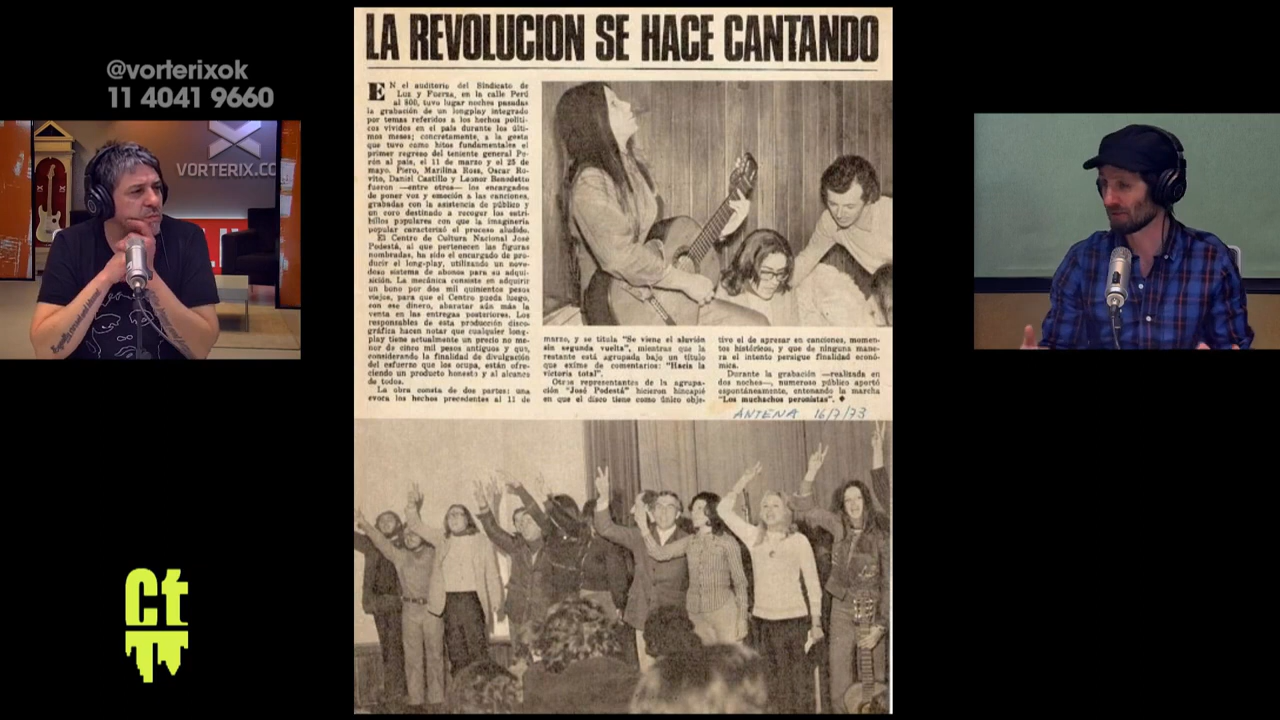 LA REVOLUCION SE HACE CANTANDO
@vorterixok
11 4041 9660
VORTERIX.CO
EN el auditorio del Sindicato de
Luz y Fuerza, en la calle Perú
al 800, tuvo lugar noches pasadas
la grabación de un longplay integrado
por temas referidos a los hechos políti-
cos vividos en el país durante los últi-
mos meses; concretamente, a la gesta
que tuvo como hitos fundamentales el
primer regreso del teniente general Pe-
rón al país, el 11 de marzo y el 25 de
mayo. Piero, Marilina Ross, Oscar Ro-
vito, Daniel Castillo y Leonor Benedetto
fueron —entre otros— los encargados
de poner voz y emoción a las canciones,
grabadas con la asistencia de público y
un coro destinado a recoger los estri-
billos populares con que la imaginería
popular caracterizó el proceso aludido.
El Centro de Cultura Nacional José
Podestá, al que pertenecen las figuras
nombradas, ha sido el encargado de pro-
ducir el long-play, utilizando un nove-
doso sistema de abonos para su adqui-
sición. La mecánica consiste en adquirir
un bono por dos mil quinientos pesos
viejos, para que el Centro pueda luego,
con ese dinero, abaratar aún más la
venta en las entregas posteriores. Los
responsables de esta producción disco-
gráfica hacen notar que cualquier long-
play tiene actualmente un precio no me-
nor de cinco mil pesos antiguos y que,
considerando la finalidad de divulgación
del esfuerzo que los ocupa, están ofre-
ciendo un producto honesto y al alcance
de todos.
La obra consta de dos partes: una
evoca los hechos precedentes al 11 de
marzo, y se titula "Se viene el aluvión
sin segunda vuelta", mientras que la
restante está agrupada bajo un título
que exime de comentarios: "Hacia la
victoria total".
Otros representantes de la agrupa-
ción "José Podestá" hicieron hincapié
en que el disco tiene como único obje-
tivo el de apresar en canciones, momen-
tos históricos, y que de ninguna mane-
ra el intento persigue finalidad econó-
mica.
Durante la grabación —realizada en
dos noches—, numeroso público aportó
espontáneamente, entonando la marcha
"Los muchachos peronistas". ♦
ANTENA 16/7/73
Ct
TV